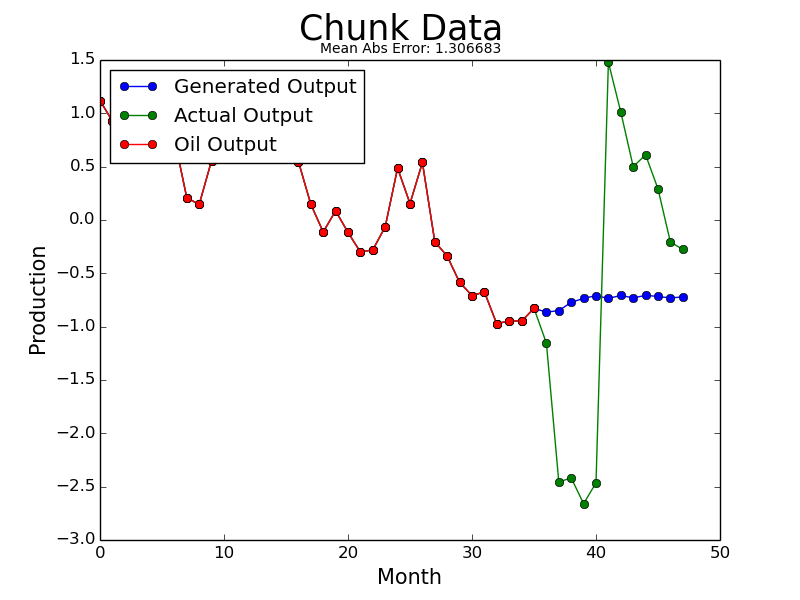 Chunk Data
Mean Abs Error: 1.306683
Generated Output
Actual Output
Oil Output
1.5
1.0
0.5
0.0
−0.5
−1.0
−1.5
−2.0
−2.5
−3.0
Production
0 10 20 30 40 50
Month